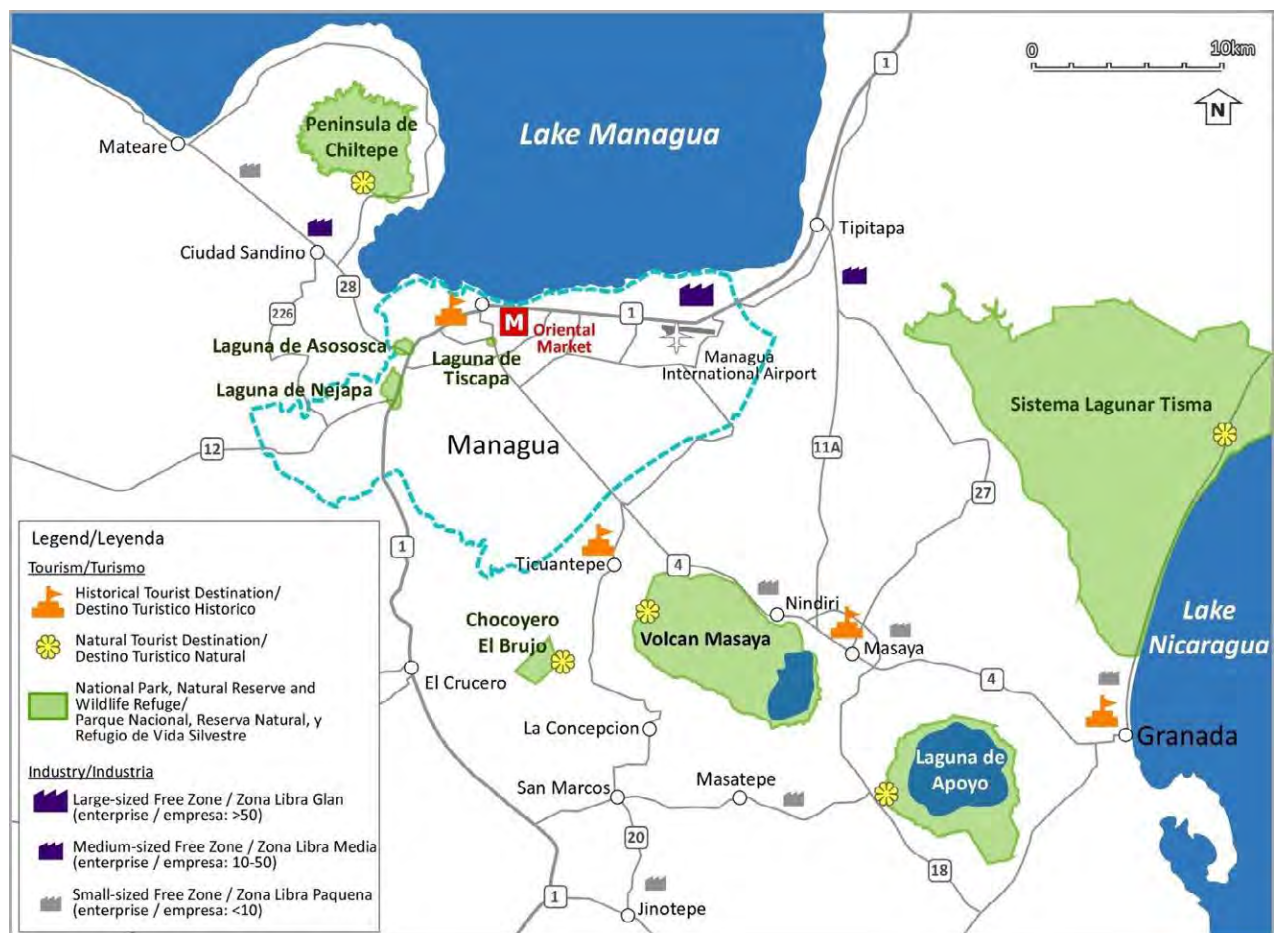 0
10km
N
1
Lake Managua
Peninsula de
Chiltepe
Mateare
Ciudad Sandino
Tipitapa
28
226
M
Oriental
Market
1
Laguna de Asososca
Laguna de
Tiscapa
Laguna de Nejapa
Managua
International Airport
Sistema Lagunar Tisma
12
Managua
11A
27
1
Ticuantepe
4
Nindiri
Chocoyero
El Brujo
Volcan Masaya
Masaya
Lake
Nicaragua
El Crucero
4
La Concepcion
Granada
Laguna de
Apoyo
San Marcos
Masatepe
20
18
1
Jinotepe
Legend/Leyenda
Tourism/Turismo
Historical Tourist Destination/
Destino Turistico Historico
Natural Tourist Destination/
Destino Turistico Natural
National Park, Natural Reserve and
Wildlife Refuge/
Parque Nacional, Reserva Natural, y
Refugio de Vida Silvestre
Industry/Industria
Large-sized Free Zone / Zona Libra Glan
(enterprise / empresa: >50)
Medium-sized Free Zone / Zona Libra Media
(enterprise / empresa: 10-50)
Small-sized Free Zone / Zona Libra Paquena
(enterprise / empresa: <10)